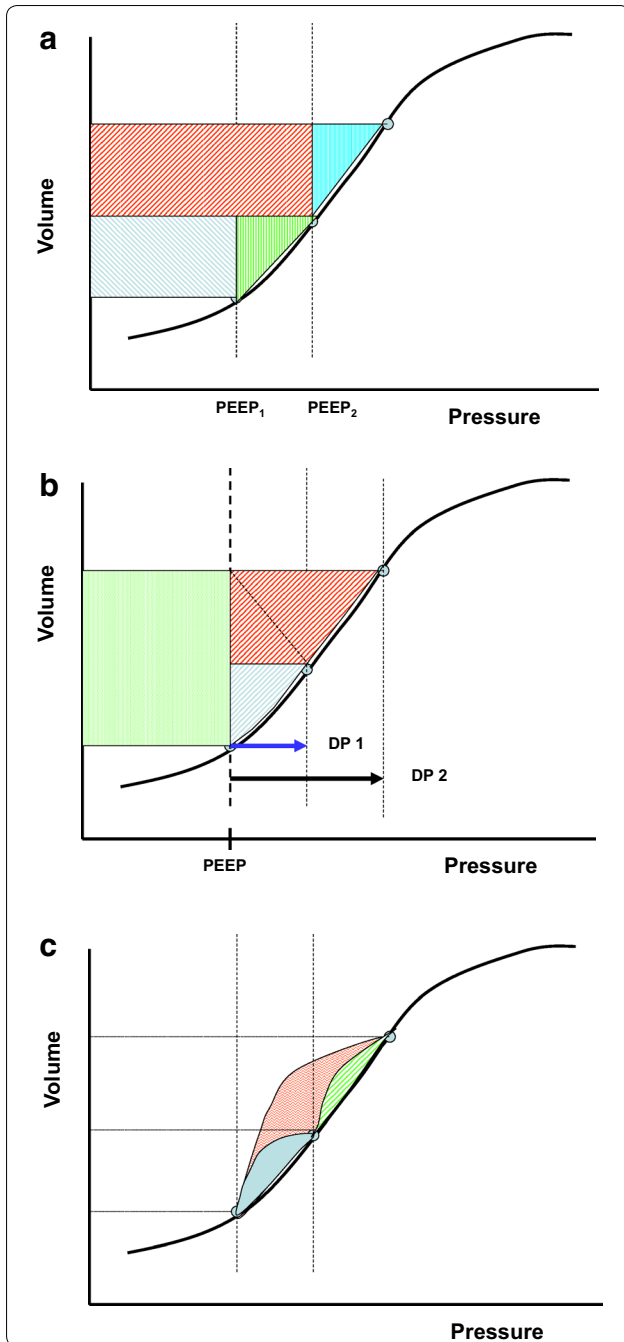 a
Volume
PEEP₁ PEEP₂ Pressure
b
Volume
DP 1
DP 2
PEEP Pressure
c
Volume
Pressure